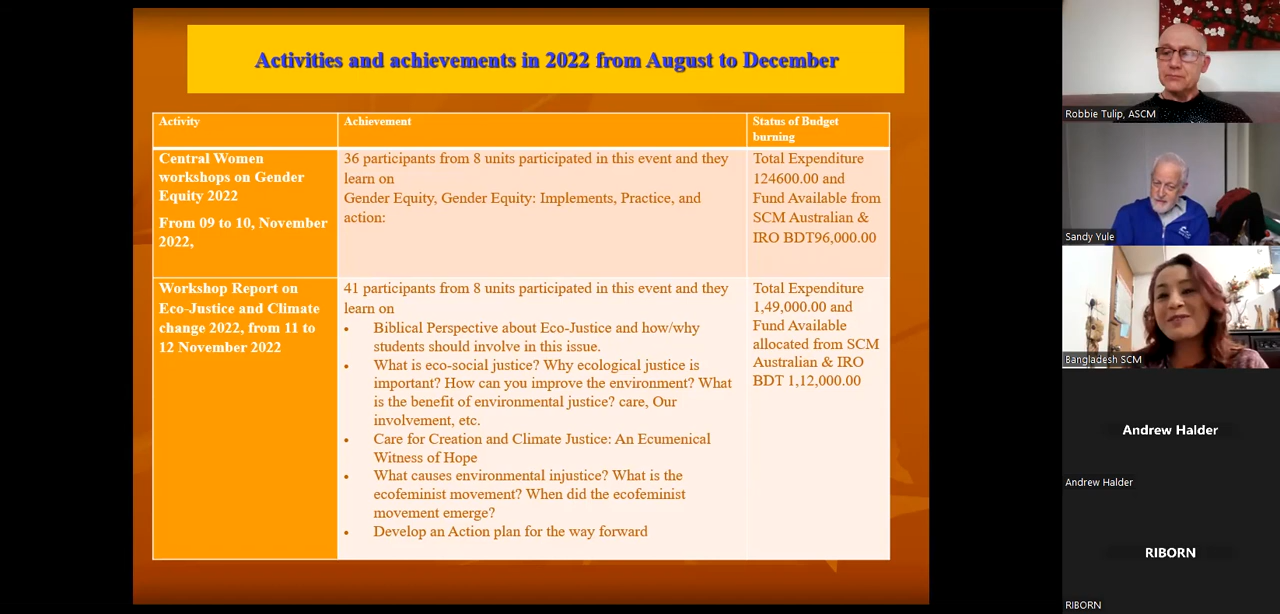 Activities and achievements in 2022 from August to December
Activity
Achievement
Status of Budget
burning
Central Women
workshops on Gender
Equity 2022
From 09 to 10, November
2022,
36 participants from 8 units participated in this event and they
learn on
Gender Equity, Gender Equity: Implements, Practice, and
action:
Total Expenditure
124600.00 and
Fund Available from
SCM Australian &
IRO BDT96,000.00
Workshop Report on
Eco-Justice and Climate
change 2022, from 11 to
12 November 2022
41 participants from 8 units participated in this event and they
learn on
• Biblical Perspective about Eco-Justice and how/why
students should involve in this issue.
• What is eco-social justice? Why ecological justice is
important? How can you improve the environment? What
is the benefit of environmental justice? care, Our
involvement, etc.
• Care for Creation and Climate Justice: An Ecumenical
Witness of Hope
• What causes environmental injustice? What is the
ecofeminist movement? When did the ecofeminist
movement emerge?
• Develop an Action plan for the way forward
Total Expenditure
1,49,000.00 and
Fund Available
allocated from SCM
Australian & IRO
BDT 1,12,000.00
Robbie Tulip, ASCM
Sandy Yule
Bangladesh SCM
Andrew Halder
Andrew Halder
RIBORN
RIBORN